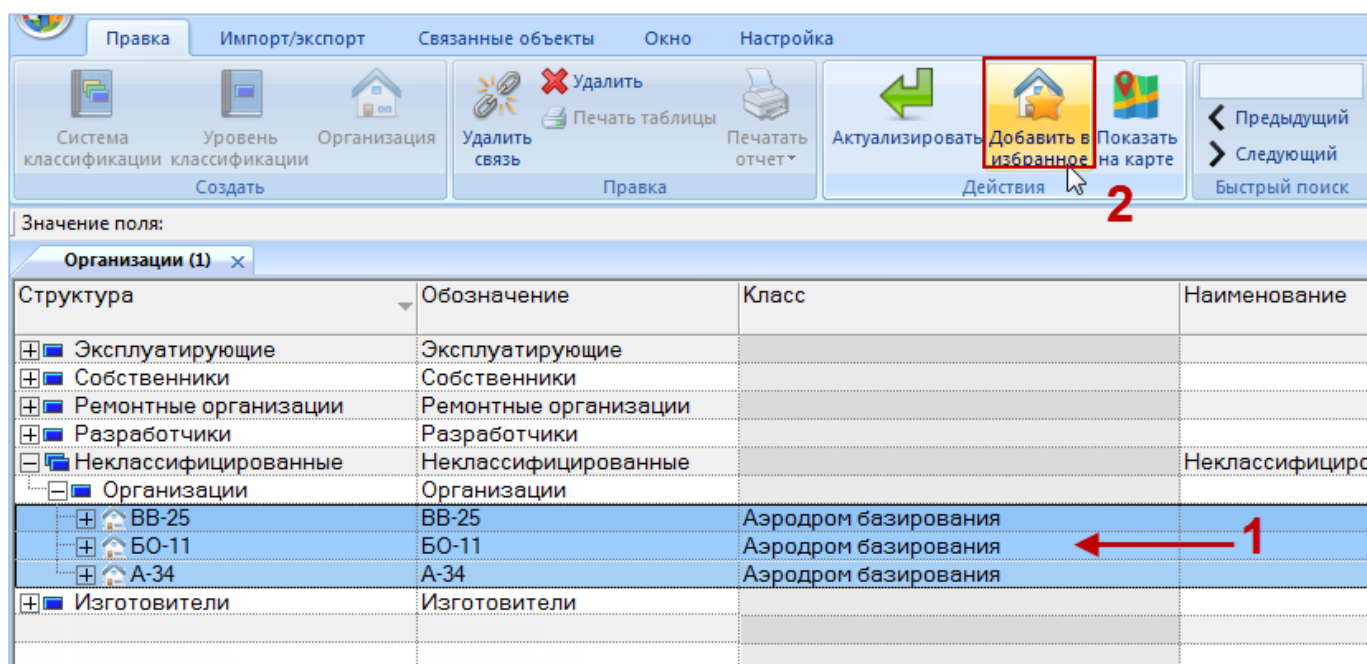 Правка Импорт/экспорт Связанные объекты Окно Настройка
Система классификации
Уровень классификации
Организация
Создать
Удалить связь
Удалить
Печать таблицы
Печатать отчет
Правка
Актуализировать
Добавить в избранное
Показать на карте
Действия
2
Предыдущий
Следующий
Быстрый поиск
Значение поля:
Организации (1)
Структура Обозначение Класс Наименование
Эксплуатирующие Эксплуатирующие
Собственники Собственники
Ремонтные организации Ремонтные организации
Разработчики Разработчики
Неклассифицированные Неклассифицированные Неклассифициро
Организации Организации
ВВ-25 ВВ-25 Аэродром базирования
БО-11 БО-11 Аэродром базирования 1
А-34 А-34 Аэродром базирования
Изготовители Изготовители